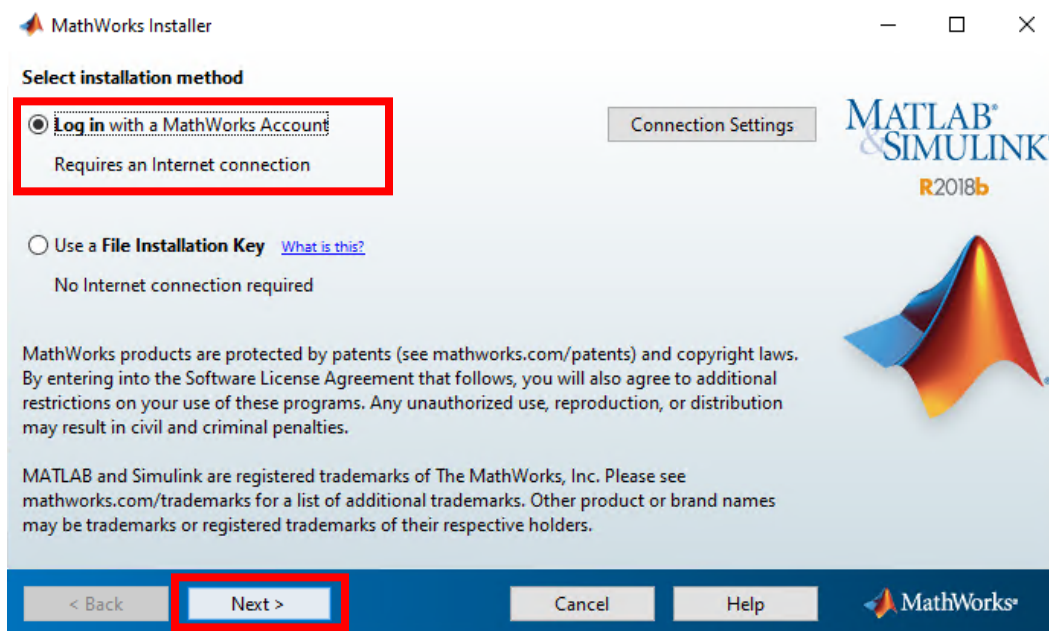 MathWorks Installer
Select installation method
Log in with a MathWorks Account
Connection Settings
Requires an Internet connection
MATLAB®
&SIMULINK®
R2018b
Use a File Installation Key What is this?
No Internet connection required
MathWorks products are protected by patents (see mathworks.com/patents) and copyright laws.
By entering into the Software License Agreement that follows, you will also agree to additional
restrictions on your use of these programs. Any unauthorized use, reproduction, or distribution
may result in civil and criminal penalties.
MATLAB and Simulink are registered trademarks of The MathWorks, Inc. Please see
mathworks.com/trademarks for a list of additional trademarks. Other product or brand names
may be trademarks or registered trademarks of their respective holders.
< Back Next > Cancel Help MathWorks®